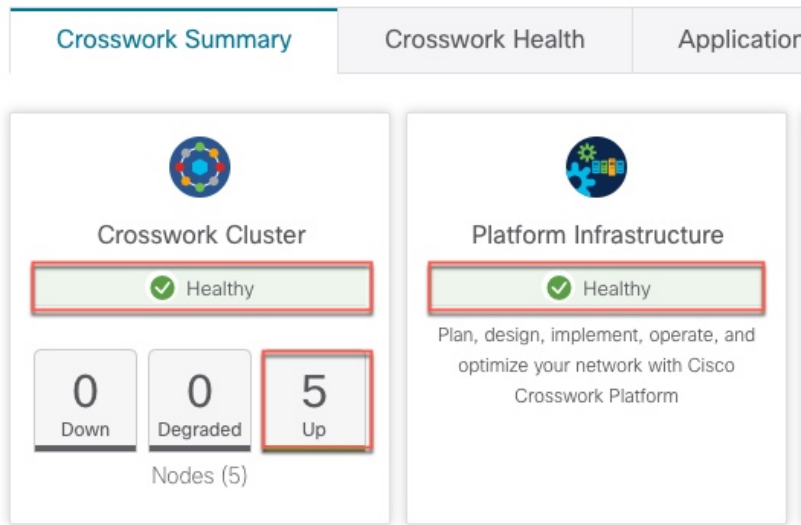 Crosswork Summary
Crosswork Health
Application
Crosswork Cluster
Healthy
0
Down
0
Degraded
5
Up
Nodes (5)
Platform Infrastructure
Healthy
Plan, design, implement, operate, and
optimize your network with Cisco
Crosswork Platform